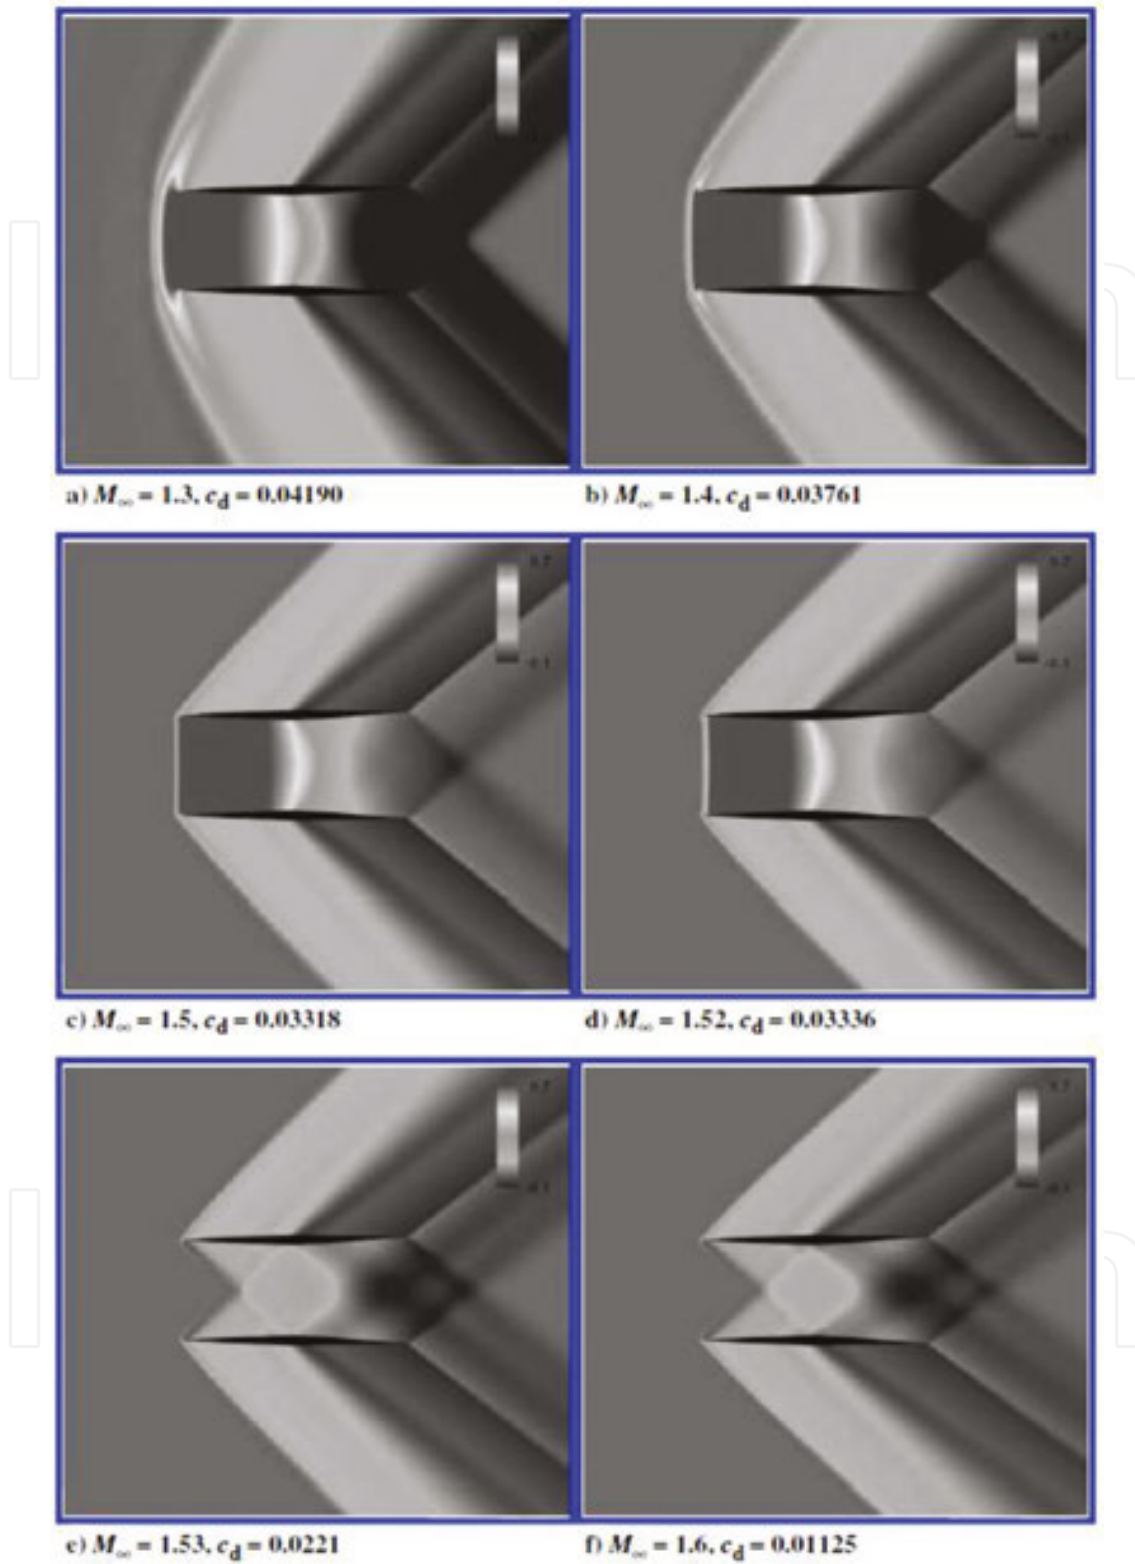 a) M∞ = 1.3, cd = 0.04190
b) M∞ = 1.4, cd = 0.03761
c) M∞ = 1.5, cd = 0.03318
d) M∞ = 1.52, cd = 0.03336
e) M∞ = 1.53, cd = 0.0221
f) M∞ = 1.6, cd = 0.01125